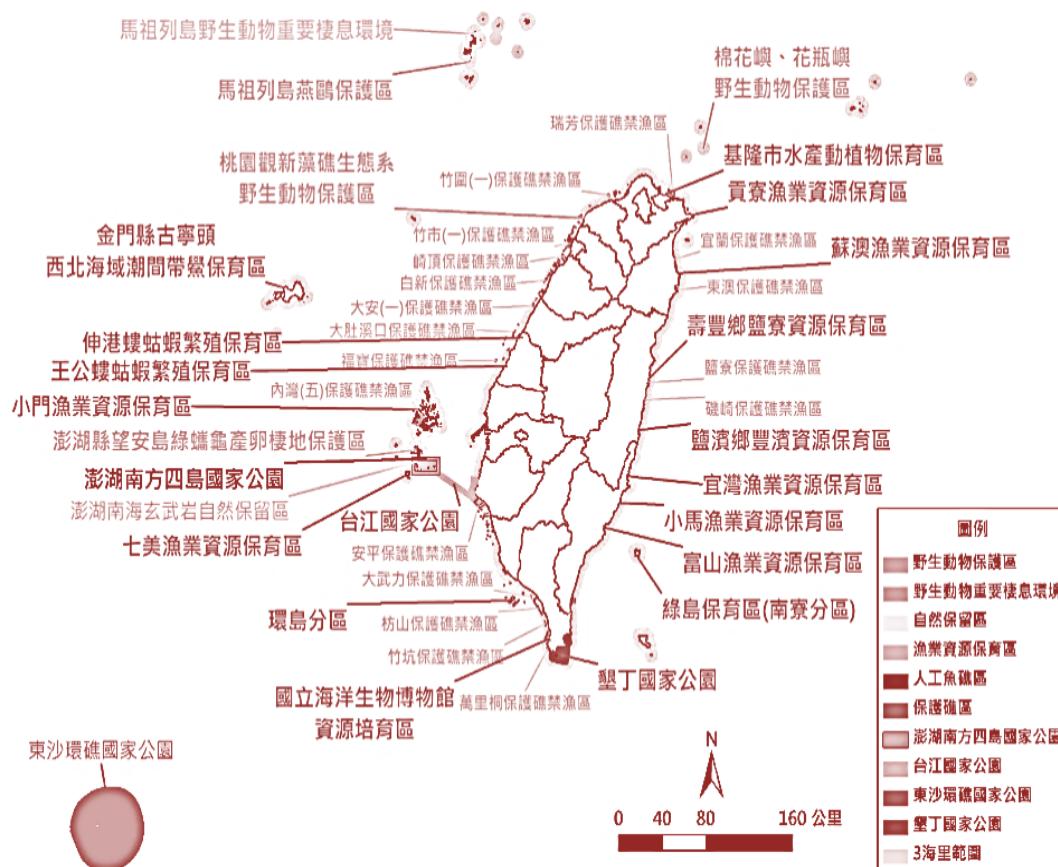 馬祖列島野生動物重要棲息環境
馬祖列島燕鷗保護區
棉花嶼、花瓶嶼
野生動物保護區
瑞芳保護礁禁漁區
桃園觀新藻礁生態系
野生動物保護區
竹圍(一)保護礁禁漁區
基隆市水產動植物保育區
貢寮漁業資源保育區
金門縣古寧頭
西北海域潮間帶鱟保育區
竹市(一)保護礁禁漁區
崎頂保護礁禁漁區
白新保護礁禁漁區
大安(一)保護礁禁漁區
大肚溪口保護礁禁漁區
宜蘭保護礁禁漁區
蘇澳漁業資源保育區
東澳保護礁禁漁區
伸港螻蛄蝦繁殖保育區
王公螻蛄蝦繁殖保育區
福寶保護礁禁漁區
壽豐鄉鹽寮資源保育區
鹽寮保護礁禁漁區
內灣(五)保護礁禁漁區
小門漁業資源保育區
磯崎保護礁禁漁區
澎湖縣望安島綠蠵龜產卵棲地保護區
鹽濱鄉豐濱資源保育區
澎湖南方四島國家公園
澎湖南海玄武岩自然保留區
宜灣漁業資源保育區
台江國家公園
小馬漁業資源保育區
七美漁業資源保育區
安平保護礁禁漁區
富山漁業資源保育區
大武力保護礁禁漁區
環島分區
綠島保育區(南寮分區)
枋山保護礁禁漁區
竹坑保護礁禁漁區
墾丁國家公園
國立海洋生物博物館
資源培育區
萬里桐保護礁禁漁區
東沙環礁國家公園
N
0 40 80 160 公里
圖例
野生動物保護區
野生動物重要棲息環境
自然保留區
漁業資源保育區
人工魚礁區
保護礁區
澎湖南方四島國家公園
台江國家公園
東沙環礁國家公園
墾丁國家公園
3海里範圍